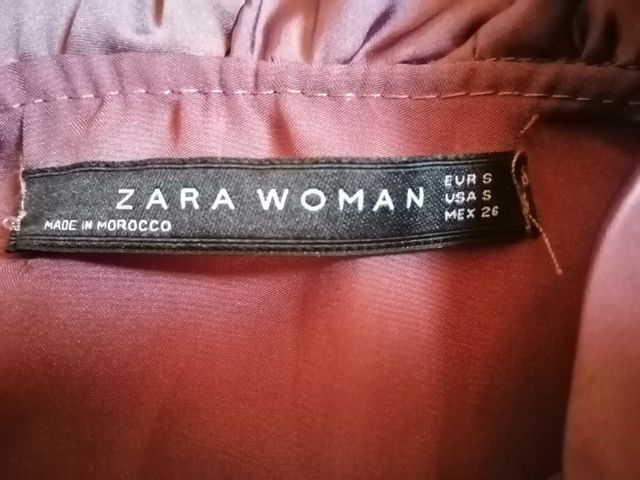 ZARA WOMAN
EUR S
USA S
MEX 26
MADE IN MOROCCO